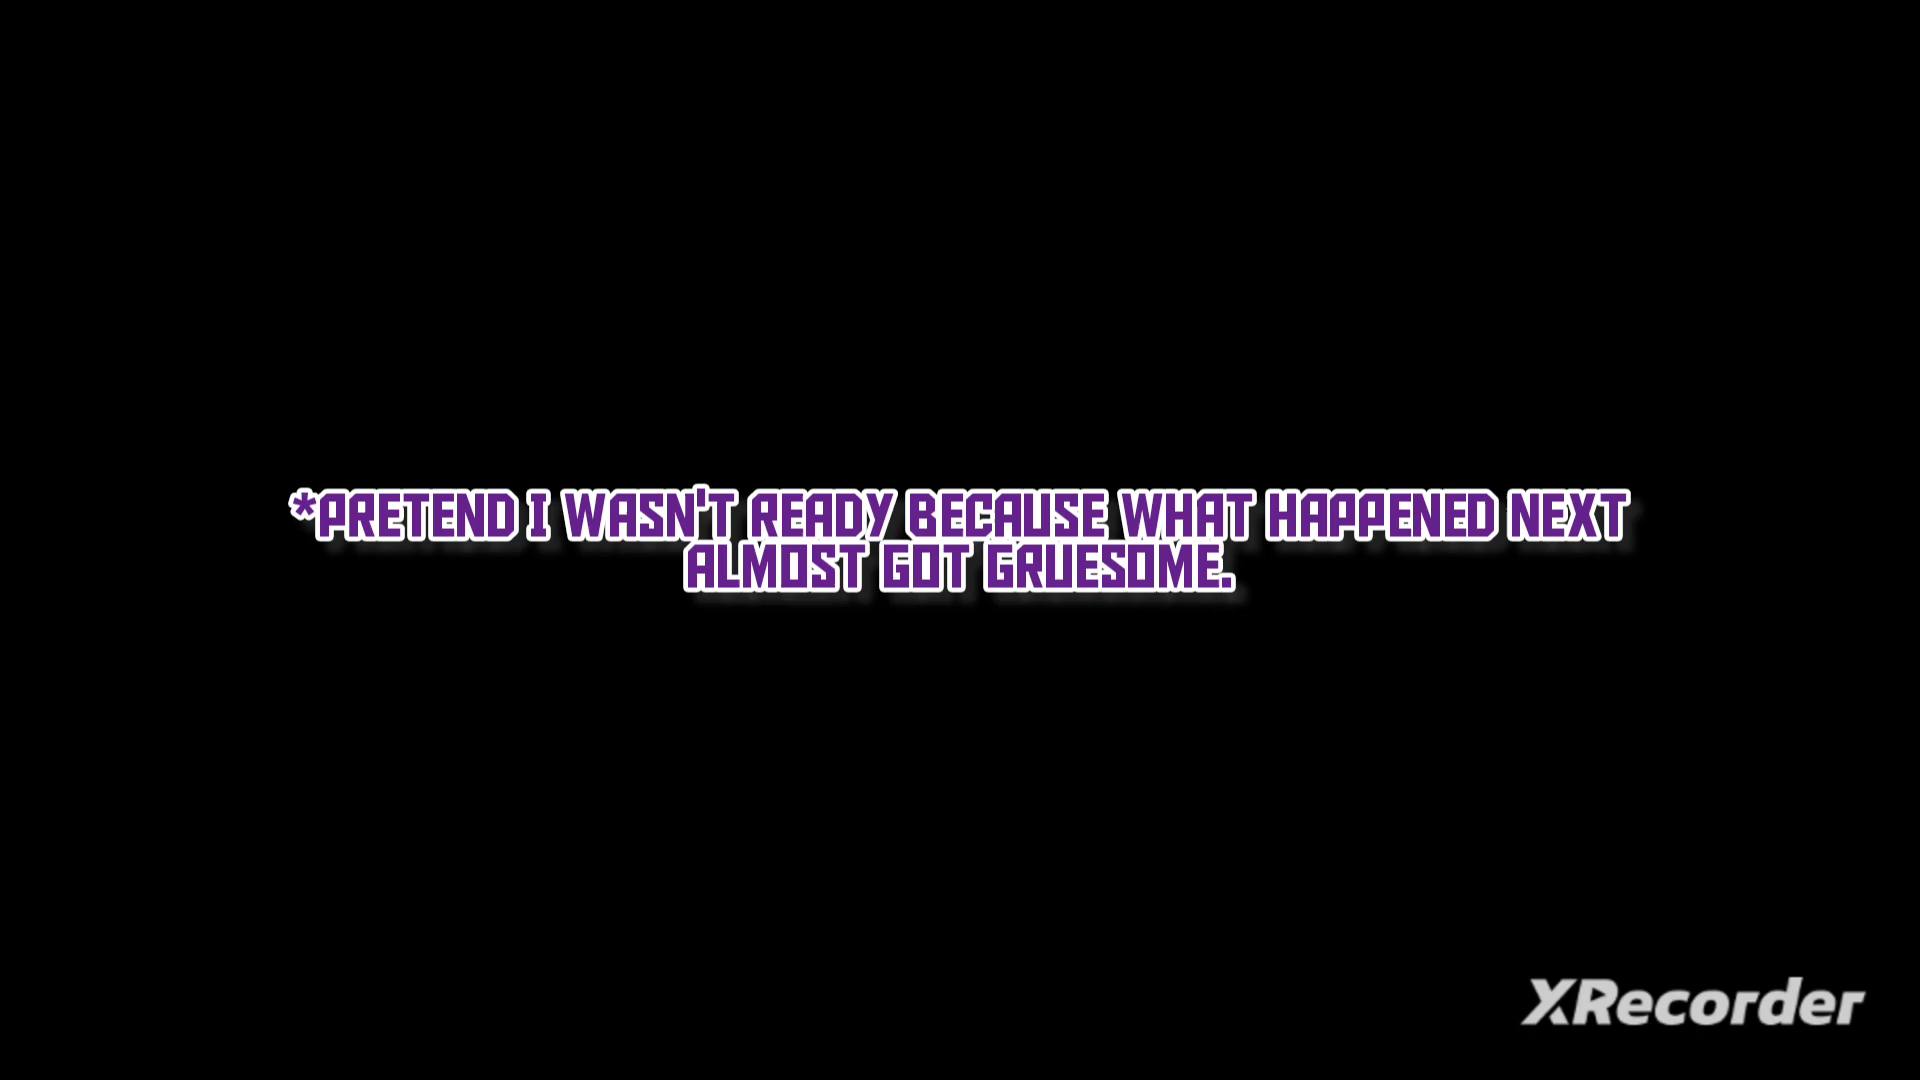 *PRETEND I WASN'T READY BECAUSE WHAT HAPPENED NEXT
ALMOST GOT GRUESOME.
XRecorder